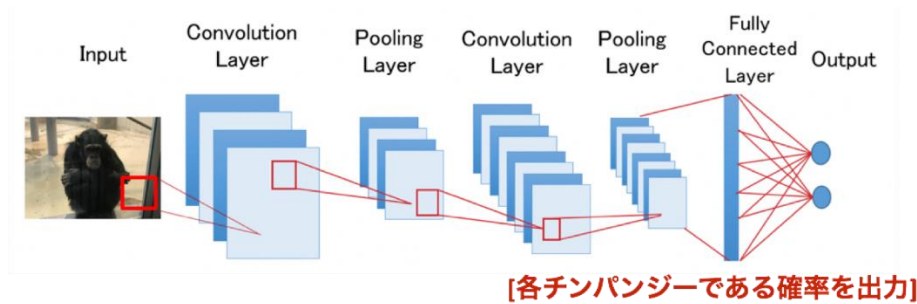 Input
Convolution
Layer
Pooling
Layer
Convolution
Layer
Pooling
Layer
Fully
Connected
Layer
Output
[各チンパンジーである確率を出力]